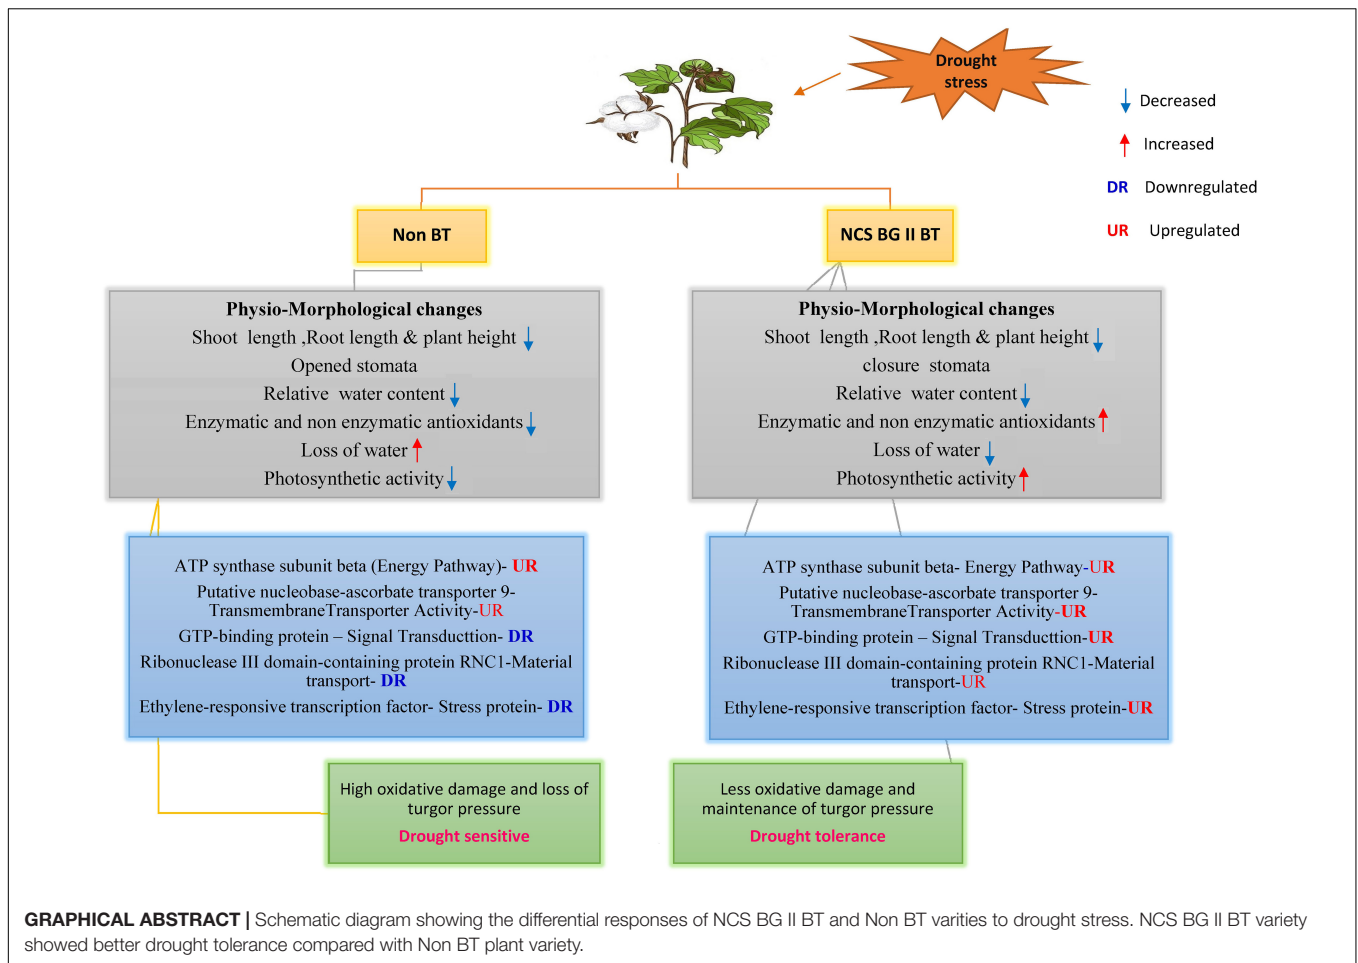 Drought
stress
Decreased
Increased
DR Downregulated
UR Upregulated
Non BT
NCS BG II BT
Physio-Morphological changes
Shoot length ,Root length & plant height
Opened stomata
Relative water content
Enzymatic and non enzymatic antioxidants
Loss of water
Photosynthetic activity
Physio-Morphological changes
Shoot length ,Root length & plant height
closure stomata
Relative water content
Enzymatic and non enzymatic antioxidants
Loss of water
Photosynthetic activity
ATP synthase subunit beta (Energy Pathway)- UR
Putative nucleobase-ascorbate transporter 9-
TransmembraneTransporter Activity-UR
GTP-binding protein – Signal Transducttion- DR
Ribonuclease III domain-containing protein RNC1-Material
transport- DR
Ethylene-responsive transcription factor- Stress protein- DR
ATP synthase subunit beta- Energy Pathway-UR
Putative nucleobase-ascorbate transporter 9-
TransmembraneTransporter Activity-UR
GTP-binding protein – Signal Transducttion-UR
Ribonuclease III domain-containing protein RNC1-Material
transport-UR
Ethylene-responsive transcription factor- Stress protein-UR
High oxidative damage and loss of
turgor pressure
Drought sensitive
Less oxidative damage and
maintenance of turgor pressure
Drought tolerance
GRAPHICAL ABSTRACT | Schematic diagram showing the differential responses of NCS BG II BT and Non BT varities to drought stress. NCS BG II BT variety
showed better drought tolerance compared with Non BT plant variety.